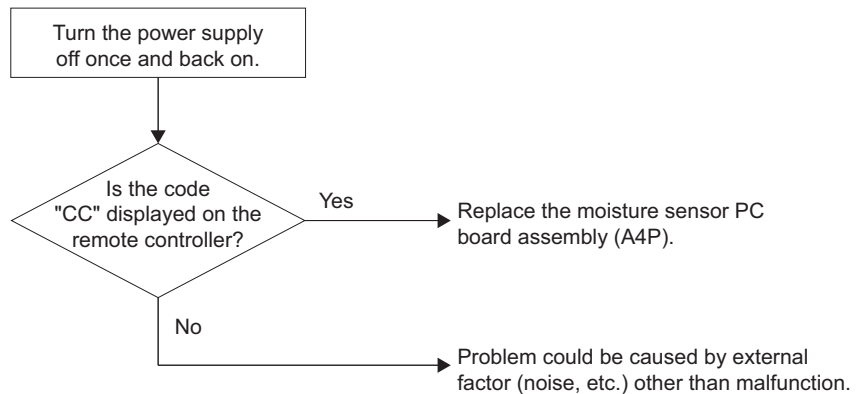 Turn the power supply
off once and back on.
Is the code
"CC" displayed on the
remote controller?
Yes
Replace the moisture sensor PC
board assembly (A4P).
No
Problem could be caused by external
factor (noise, etc.) other than malfunction.